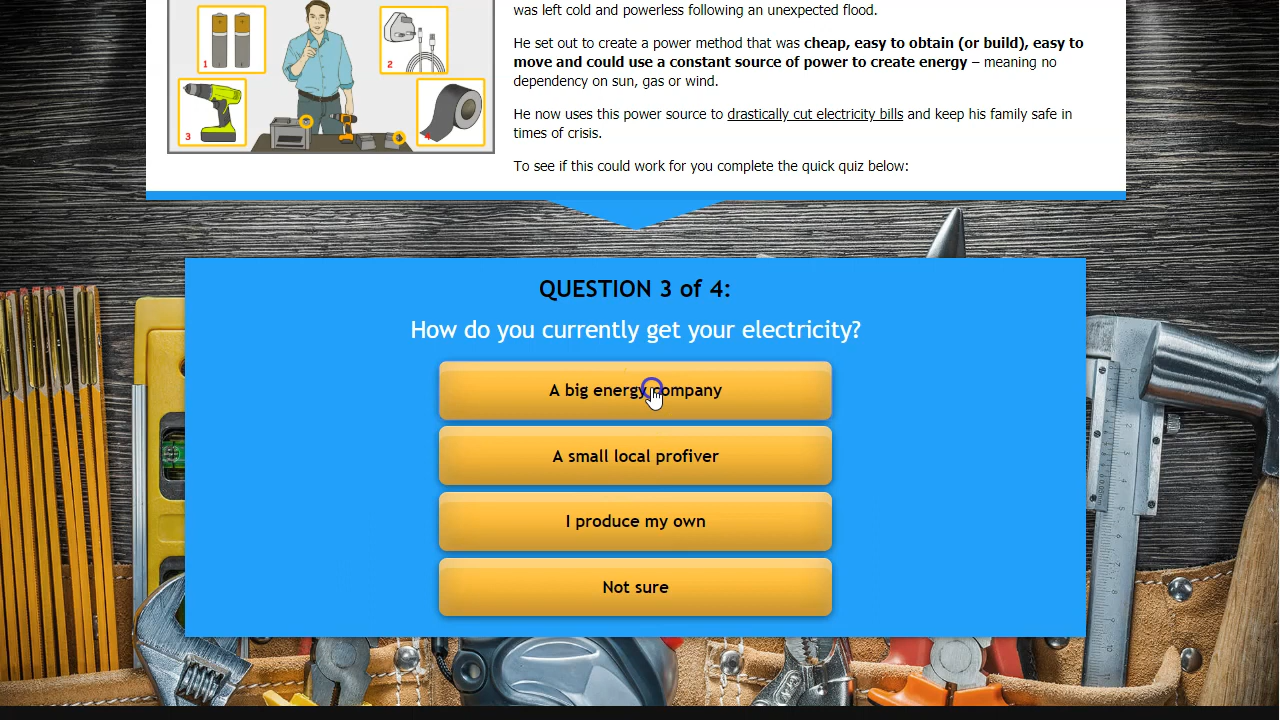 was left cold and powerless following an unexpected flood.
1
2
3
4
He set out to create a power method that was cheap, easy to obtain (or build), easy to
move and could use a constant source of power to create energy – meaning no
dependency on sun, gas or wind.
He now uses this power source to drastically cut electricity bills and keep his family safe in
times of crisis.
To see if this could work for you complete the quick quiz below:
QUESTION 3 of 4:
How do you currently get your electricity?
A big energy company
A small local profiver
I produce my own
Not sure